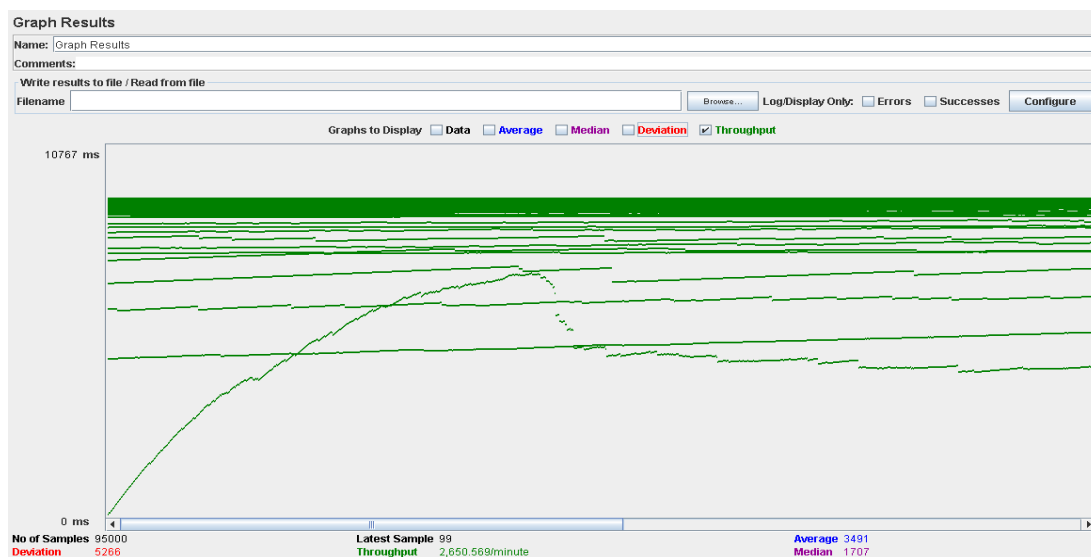 Graph Results
Name: Graph Results
Comments:
Write results to file / Read from file
Filename Browse... Log/Display Only: Errors Successes Configure
Graphs to Display Data Average Median Deviation Throughput
10767 ms
0 ms
No of Samples 95000 Latest Sample 99 Average 3491
Deviation 5266 Throughput 2,650.569/minute Median 1707